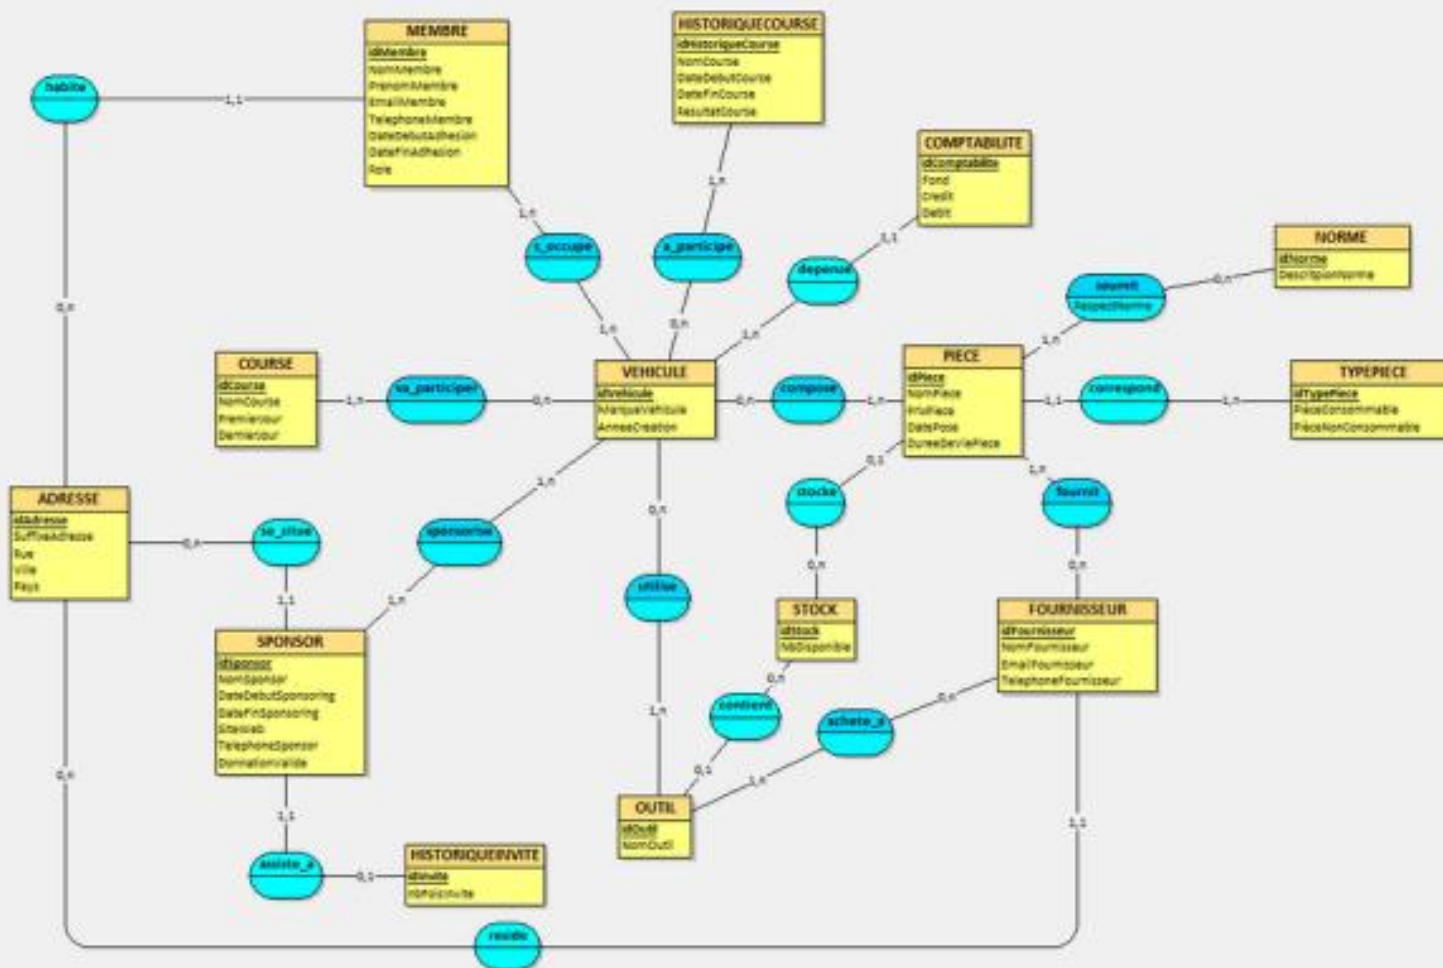 MEMBRE
idMembre
NomMembre
PrenomMembre
EmailMembre
TelephoneMembre
DateDebutAdhesion
DateFinAdhesion
Role
HISTORIQUECOURSE
idHistoriqueCourse
NomCourse
DateDebutCourse
DateFinCourse
ResultatCourse
habite
1,1
COMPTABILITE
idComptabilite
Fond
Credit
Debit
1,n
1,n
s_occupe
a_participe
1,1
depense
NORME
idNorme
DescritpionNorme
0,n
soumit
RespectNorme
0,n
1,n
0,n
1,n
1,n
COURSE
idCourse
NomCourse
PremierJour
DernierJour
1,n
va_participer
0,n
VEHICULE
idVehicule
MarqueVehicule
AnneeCreation
0,n
compose
1,n
PIECE
idPiece
NomPiece
PrixPiece
DatePose
DureeDeViePiece
1,1
correspond
1,n
TYPEPIECE
idTypePiece
PieceConsommable
PièceNonConsommable
0,1
1,n
1,n
stocke
fournit
0,n
ADRESSE
idAdresse
SuffixeAdresse
Rue
Ville
Pays
0,n
se_situe
sponsorise
0,n
0,n
1,1
1,n
utilise
STOCK
idStock
NbDisponible
FOURNISSEUR
idFournisseur
NomFournisseur
EmailFournisseur
TelephoneFournisseur
SPONSOR
idSponsor
NomSponsor
DateDebutSponsoring
DateFinSponsoring
SiteWeb
TelephoneSponsor
DonnationValide
0,n
0,n
1,n
contient
achete_a
0,n
0,1
1,n
OUTIL
idOutil
NomOutil
1,1
1,1
assiste_a
0,1
HISTORIQUEINVITE
idInvite
NbFoisInvite
reside